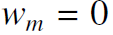 w_m = 0